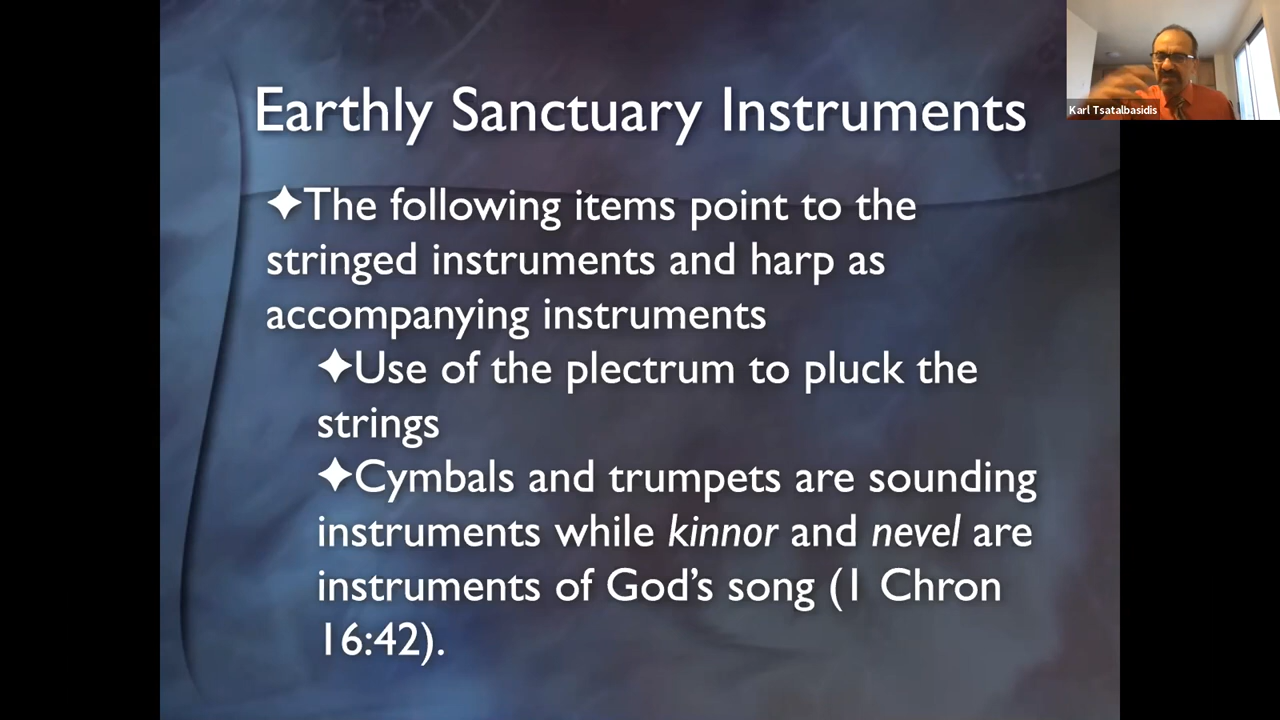 Earthly Sanctuary Instruments
Karl Tsatalbasidis
✦The following items point to the
stringed instruments and harp as
accompanying instruments
✦Use of the plectrum to pluck the
strings
✦Cymbals and trumpets are sounding
instruments while kinnor and nevel are
instruments of God’s song (1 Chron
16:42).